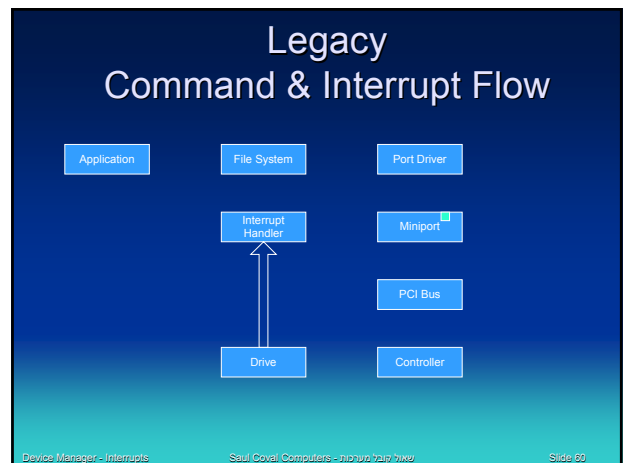 Legacy
Command & Interrupt Flow
Application
File System
Port Driver
Interrupt
Handler
Miniport
PCI Bus
Drive
Controller
Device Manager - Interrupts
Saul Coval Computers - שאול קובל מערכות
Slide 60